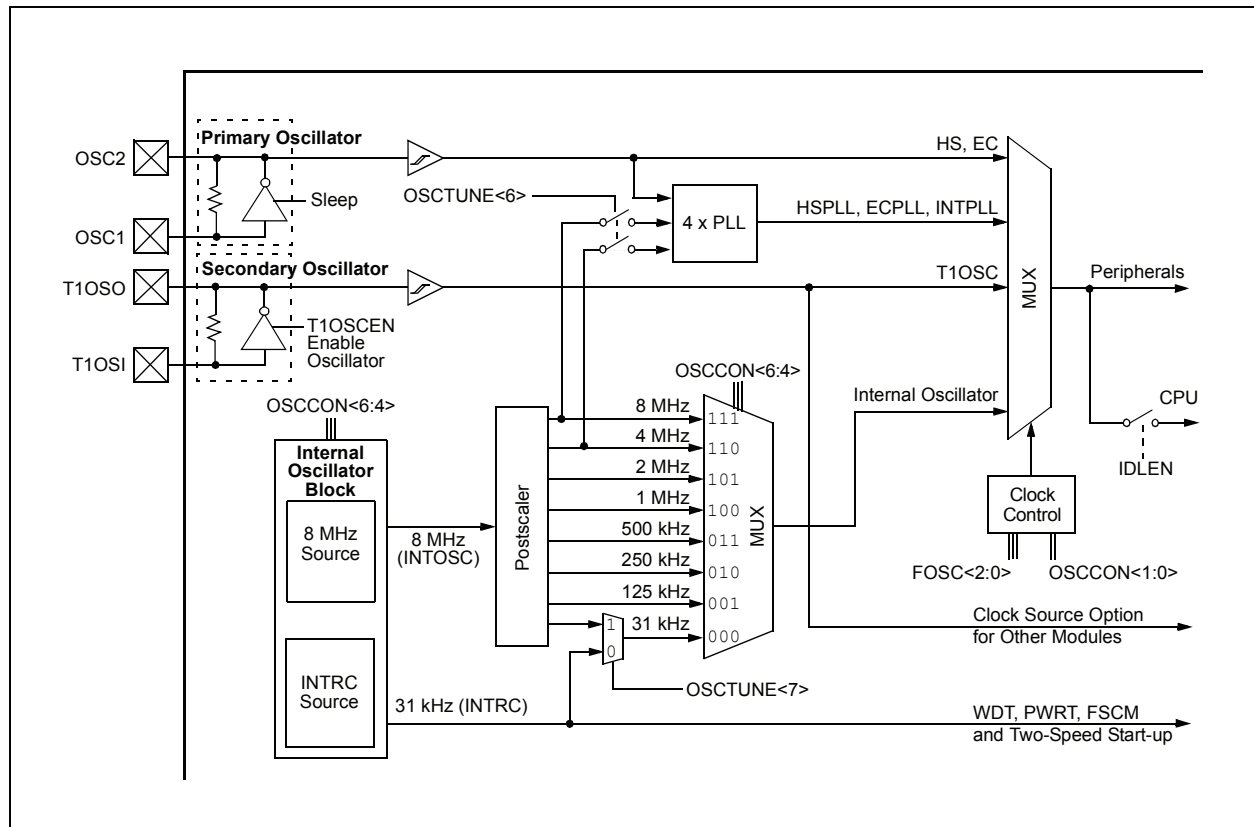 Primary Oscillator
OSC2
HS, EC
OSCTUNE<6>
Sleep
4 x PLL
HSPLL, ECPLL, INTPLL
OSC1
Secondary Oscillator
T1OSO
T1OSC
Peripherals
MUX
T1OSCEN
Enable
Oscillator
T1OSI
OSCCON<6:4>
OSCCON<6:4>
Internal Oscillator
CPU
IDLEN
Internal
Oscillator
Block
8 MHz
Source
8 MHz
(INTOSC)
Postscaler
8 MHz
111
4 MHz
110
2 MHz
101
1 MHz
100
500 kHz
011
250 kHz
010
125 kHz
001
1
0
31 kHz
000
MUX
Clock
Control
FOSC<2:0>
OSCCON<1:0>
Clock Source Option
for Other Modules
OSCTUNE<7>
INTRC
Source
31 kHz (INTRC)
WDT, PWRT, FSCM
and Two-Speed Start-up